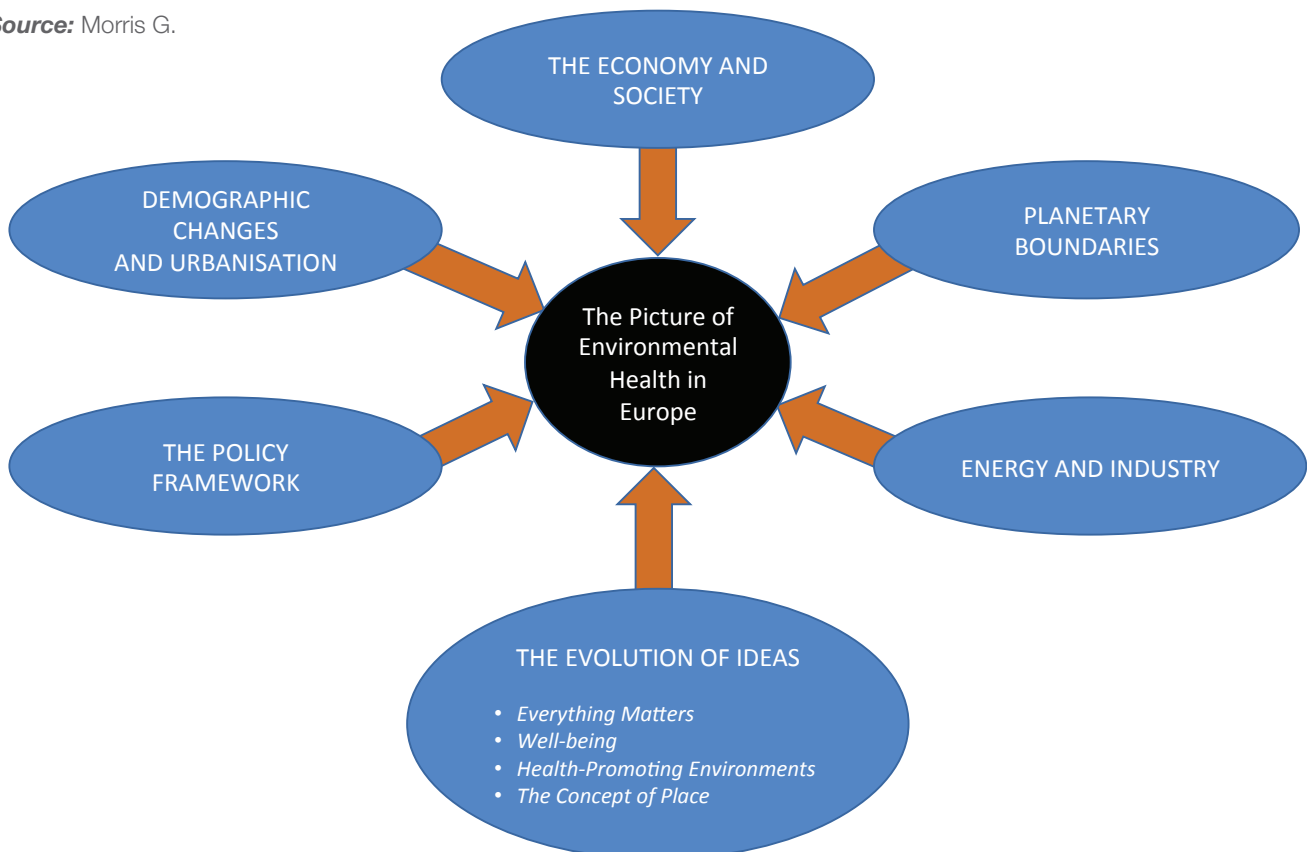 Source: Morris G.
THE ECONOMY AND
SOCIETY
DEMOGRAPHIC
CHANGES
AND URBANISATION
PLANETARY
BOUNDARIES
The Picture of
Environmental
Health in
Europe
THE POLICY
FRAMEWORK
ENERGY AND INDUSTRY
THE EVOLUTION OF IDEAS
• Everything Matters
• Well-being
• Health-Promoting Environments
• The Concept of Place